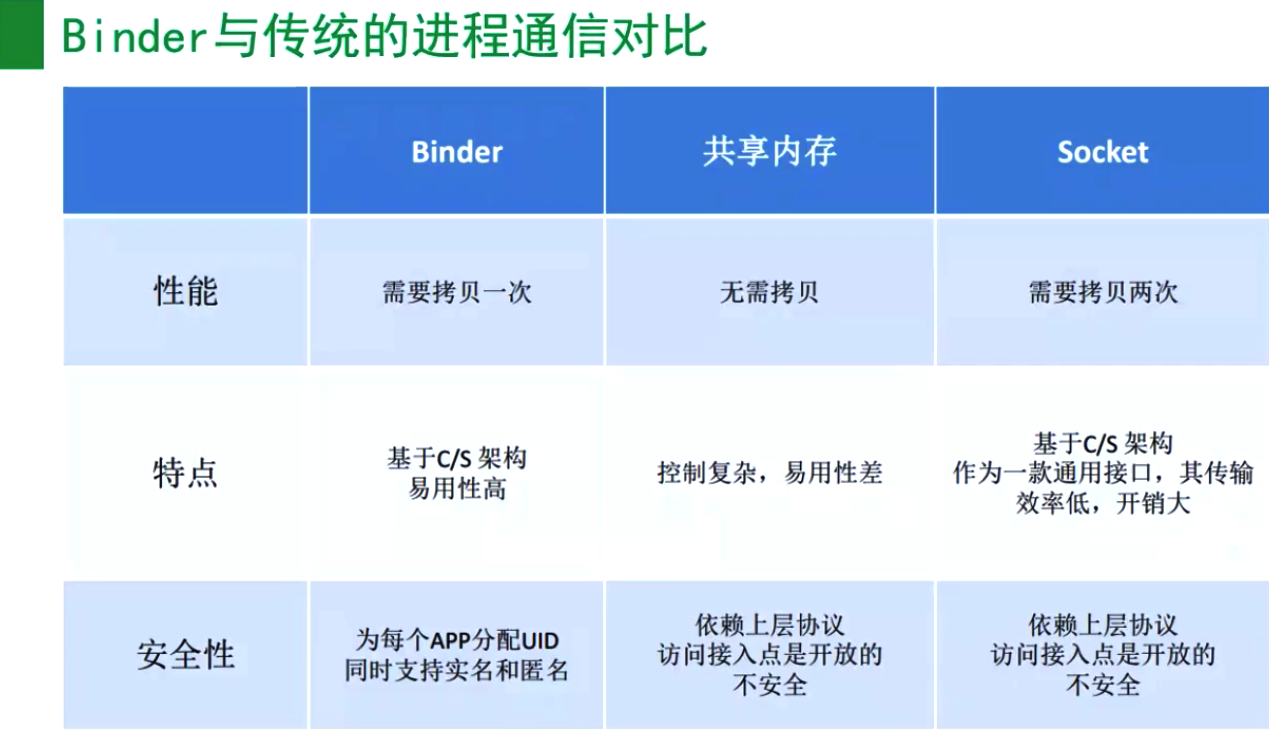 Binder与传统的进程通信对比
Binder
共享内存
Socket
性能
需要拷贝一次
无需拷贝
需要拷贝两次
特点
基于C/S 架构
易用性高
控制复杂，易用性差
基于C/S 架构
作为一款通用接口，其传输
效率低，开销大
安全性
为每个APP分配UID
同时支持实名和匿名
依赖上层协议
访问接入点是开放的
不安全
依赖上层协议
访问接入点是开放的
不安全